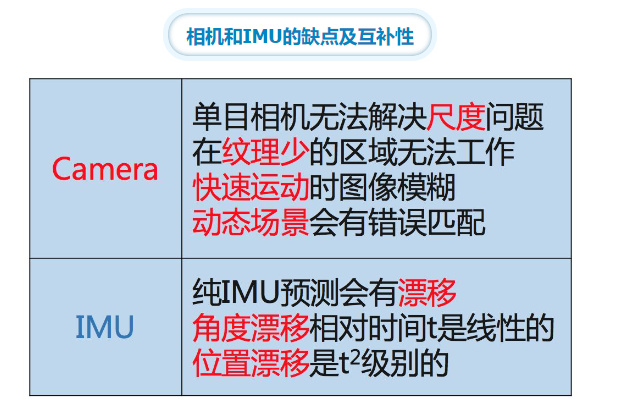 相机和IMU的缺点及互补性
Camera
单目相机无法解决尺度问题
在纹理少的区域无法工作
快速运动时图像模糊
动态场景会有错误匹配
IMU
纯IMU预测会有漂移
角度漂移相对时间t是线性的
位置漂移是t²级别的